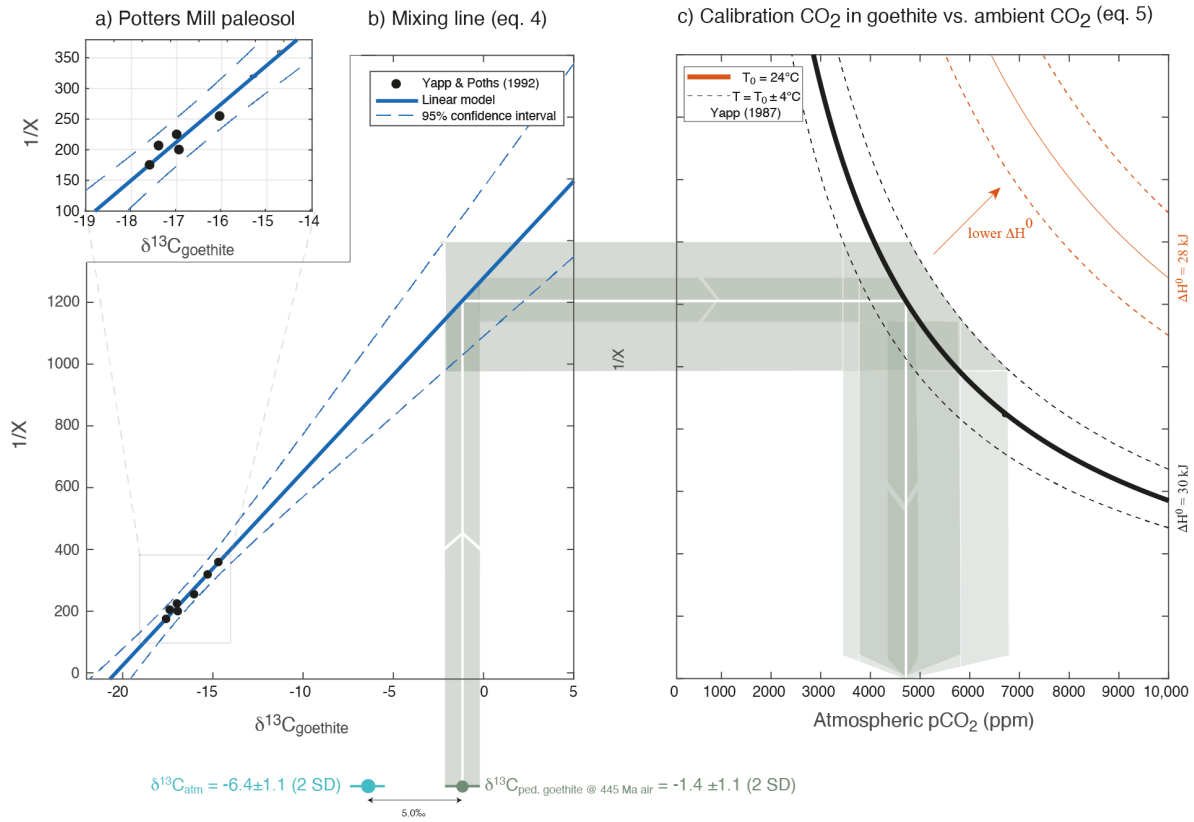 a) Potters Mill paleosol
b) Mixing line (eq. 4)
c) Calibration CO₂ in goethite vs. ambient CO₂ (eq. 5)
350
300
250
200
150
100
1/X
-19
-18
-17
-16
-15
-14
δ¹³C_goethite
Yapp & Poths (1992)
Linear model
95% confidence interval
1200
1000
800
600
400
200
0
1/X
-20
-15
-10
-5
0
5
δ¹³C_goethite
T₀ = 24°C
T = T₀ ± 4°C
Yapp (1987)
lower ΔH⁰
ΔH⁰ = 28 kJ
ΔH⁰ = 30 kJ
1/X
0
1000
2000
3000
4000
5000
6000
7000
8000
9000
10,000
Atmospheric pCO₂ (ppm)
δ¹³C_atm = -6.4±1.1 (2 SD)
δ¹³C_ped. goethite @ 445 Ma air = -1.4 ±1.1 (2 SD)
5.0‰